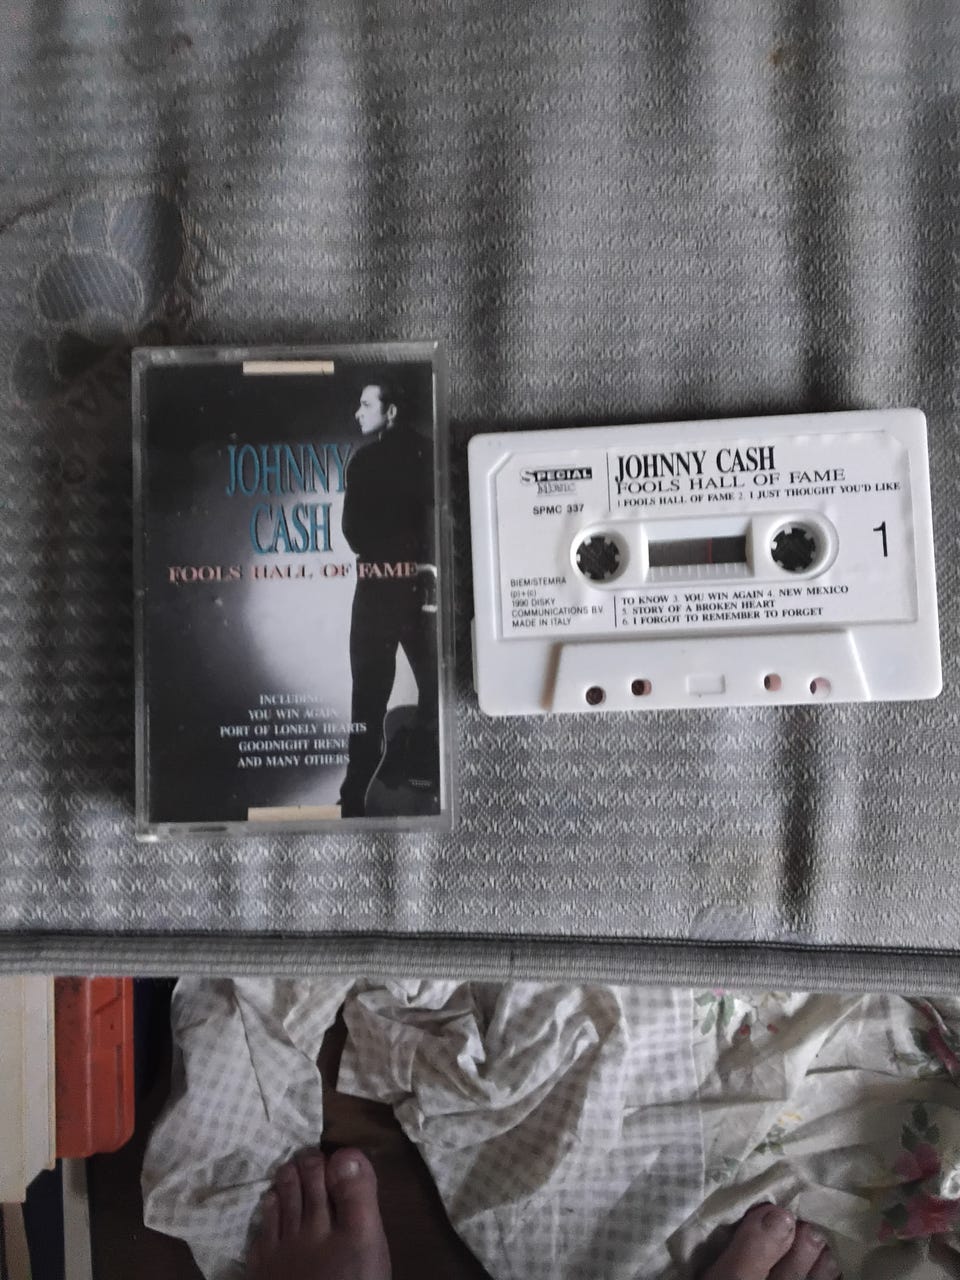 JOHNNY
CASH
FOOLS HALL OF FAME
INCLUDING
YOU WIN AGAIN
PORT OF LONELY HEARTS
GOODNIGHT IRENE
AND MANY OTHERS
SPECIAL
Music
SPMC 337
JOHNNY CASH
FOOLS HALL OF FAME
1 FOOLS HALL OF FAME 2. I JUST THOUGHT YOU'D LIKE
1
BIEM/STEMRA
(p)+(c)
1990 DISKY
COMMUNICATIONS B.V.
MADE IN ITALY
TO KNOW 3. YOU WIN AGAIN 4. NEW MEXICO
5. STORY OF A BROKEN HEART
6. I FORGOT TO REMEMBER TO FORGET